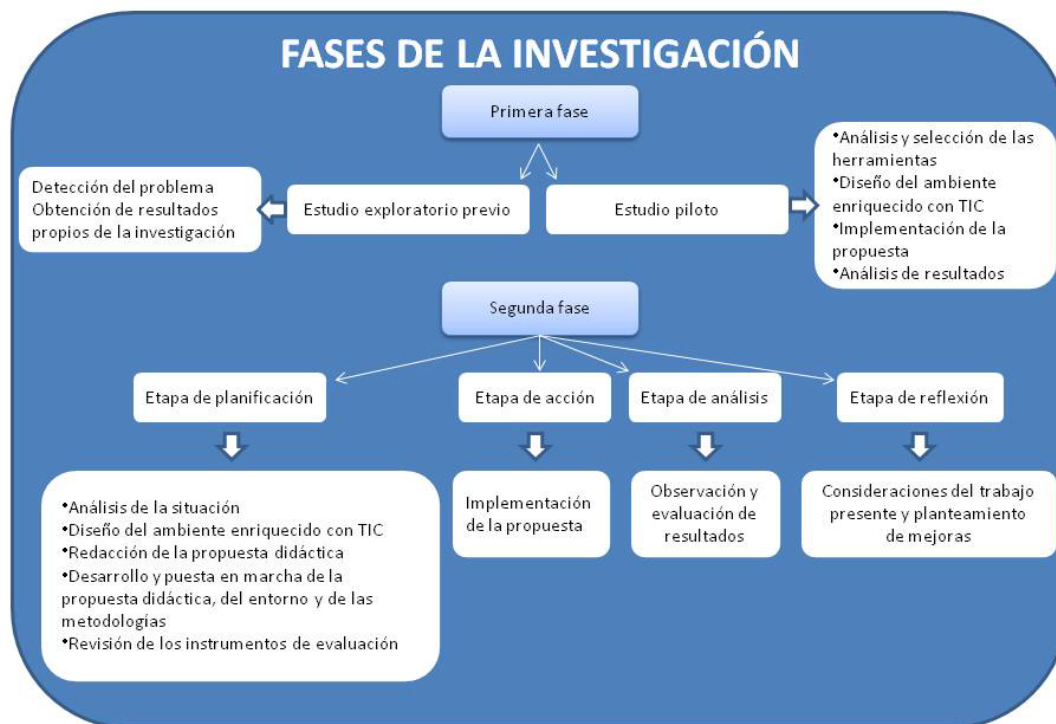 FASES DE LA INVESTIGACIÓN
Primera fase
Detección del problema
Obtención de resultados
propios de la investigación
Estudio exploratorio previo
Estudio piloto
•Análisis y selección de las
herramientas
•Diseño del ambiente
enriquecido con TIC
•Implementación de la
propuesta
•Análisis de resultados
Segunda fase
Etapa de planificación
Etapa de acción
Etapa de análisis
Etapa de reflexión
•Análisis de la situación
•Diseño del ambiente enriquecido con TIC
•Redacción de la propuesta didáctica
•Desarrollo y puesta en marcha de la
propuesta didáctica, del entorno y de las
metodologías
•Revisión de los instrumentos de evaluación
Implementación
de la propuesta
Observación y
evaluación de
resultados
Consideraciones del trabajo
presente y planteamiento
de mejoras